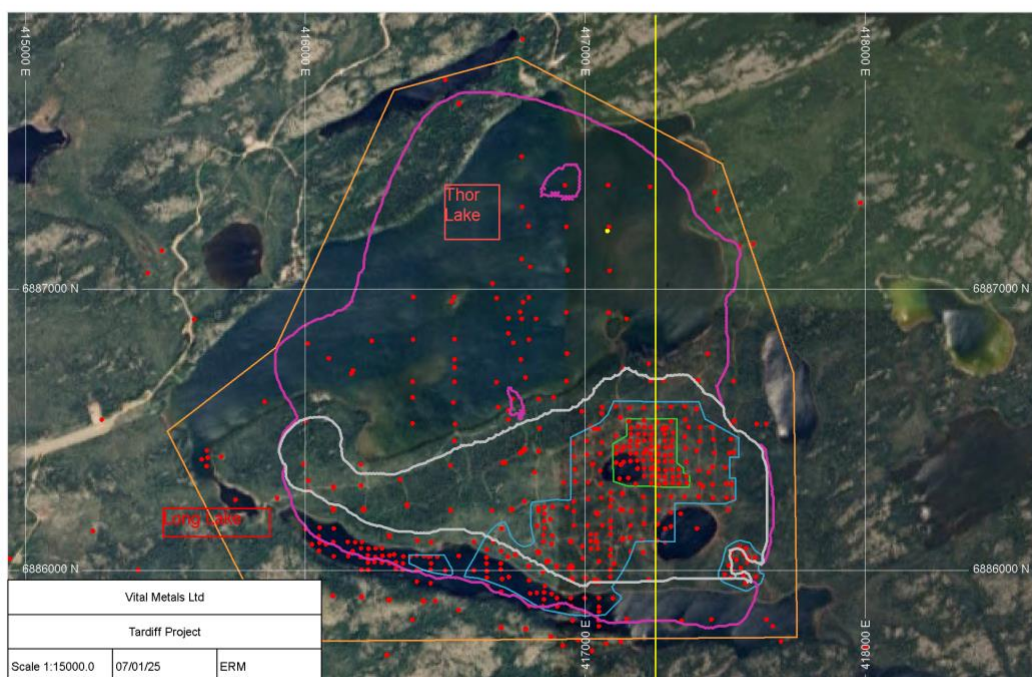 415000 E
416000 E
417000 E
418000 E
Thor
Lake
6887000 N
6887000 N
Long Lake
6886000 N
6886000 N
Vital Metals Ltd
Tardiff Project
Scale 1:15000.0
07/01/25
ERM
417000 E
418000 E